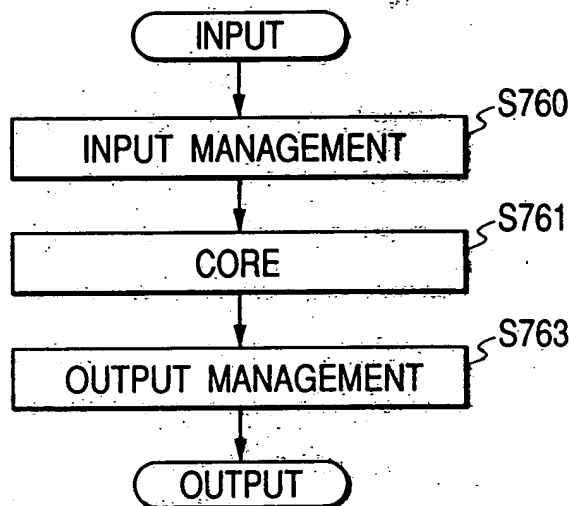 INPUT
S760
INPUT MANAGEMENT
S761
CORE
S763
OUTPUT MANAGEMENT
OUTPUT